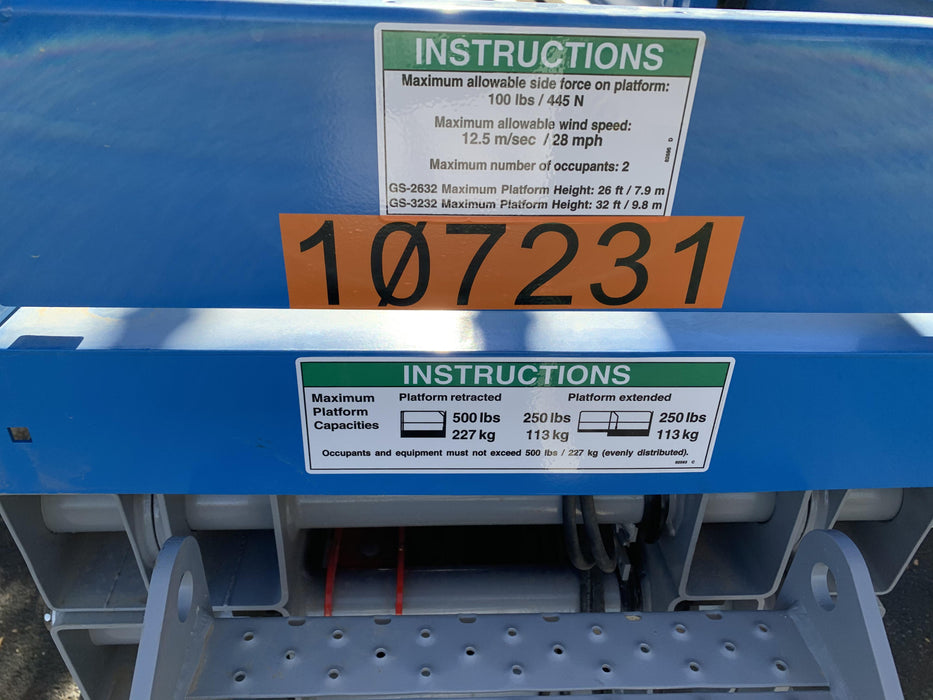 INSTRUCTIONS
Maximum allowable side force on platform:
100 lbs / 445 N
Maximum allowable wind speed:
12.5 m/sec / 28 mph
Maximum number of occupants: 2
GS-2632 Maximum Platform Height: 26 ft / 7.9 m
GS-3232 Maximum Platform Height: 32 ft / 9.8 m
1Ø7231
INSTRUCTIONS
Maximum Platform retracted Platform extended
Platform 500 lbs 250 lbs 250 lbs
Capacities 227 kg 113 kg 113 kg
Occupants and equipment must not exceed 500 lbs / 227 kg (evenly distributed).